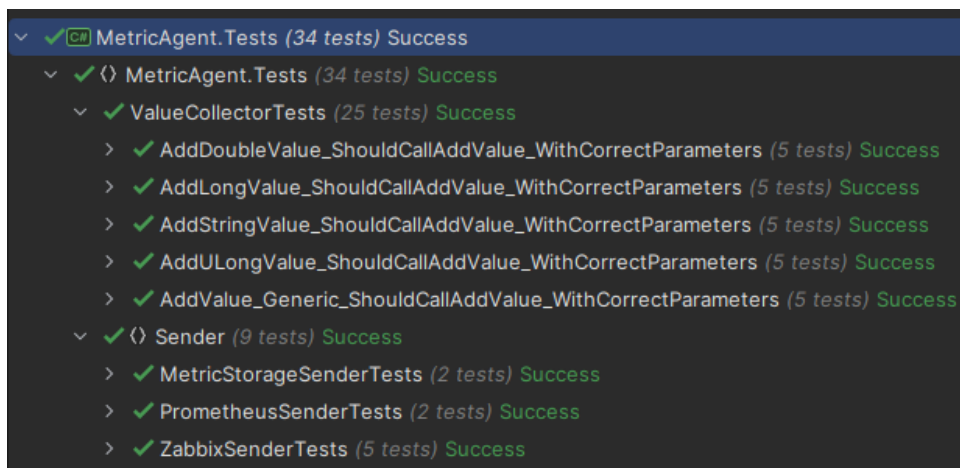 C# MetricAgent.Tests (34 tests) Success
MetricAgent.Tests (34 tests) Success
ValueCollectorTests (25 tests) Success
AddDoubleValue_ShouldCallAddValue_WithCorrectParameters (5 tests) Success
AddLongValue_ShouldCallAddValue_WithCorrectParameters (5 tests) Success
AddStringValue_ShouldCallAddValue_WithCorrectParameters (5 tests) Success
AddULongValue_ShouldCallAddValue_WithCorrectParameters (5 tests) Success
AddValue_Generic_ShouldCallAddValue_WithCorrectParameters (5 tests) Success
Sender (9 tests) Success
MetricStorageSenderTests (2 tests) Success
PrometheusSenderTests (2 tests) Success
ZabbixSenderTests (5 tests) Success